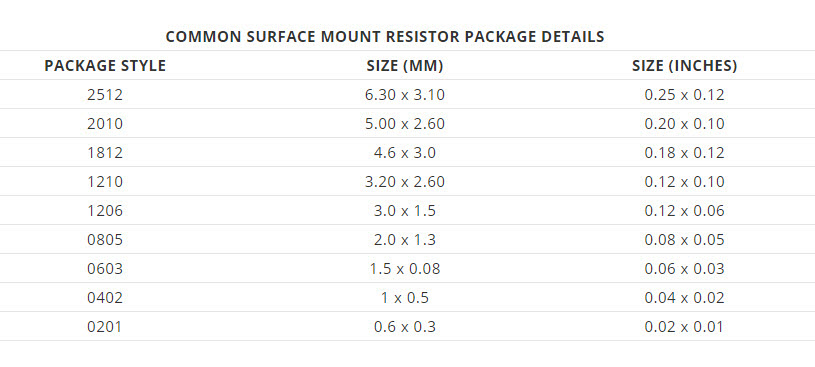 COMMON SURFACE MOUNT RESISTOR PACKAGE DETAILS
PACKAGE STYLE SIZE (MM) SIZE (INCHES)
2512 6.30 x 3.10 0.25 x 0.12
2010 5.00 x 2.60 0.20 x 0.10
1812 4.6 x 3.0 0.18 x 0.12
1210 3.20 x 2.60 0.12 x 0.10
1206 3.0 x 1.5 0.12 x 0.06
0805 2.0 x 1.3 0.08 x 0.05
0603 1.5 x 0.08 0.06 x 0.03
0402 1 x 0.5 0.04 x 0.02
0201 0.6 x 0.3 0.02 x 0.01